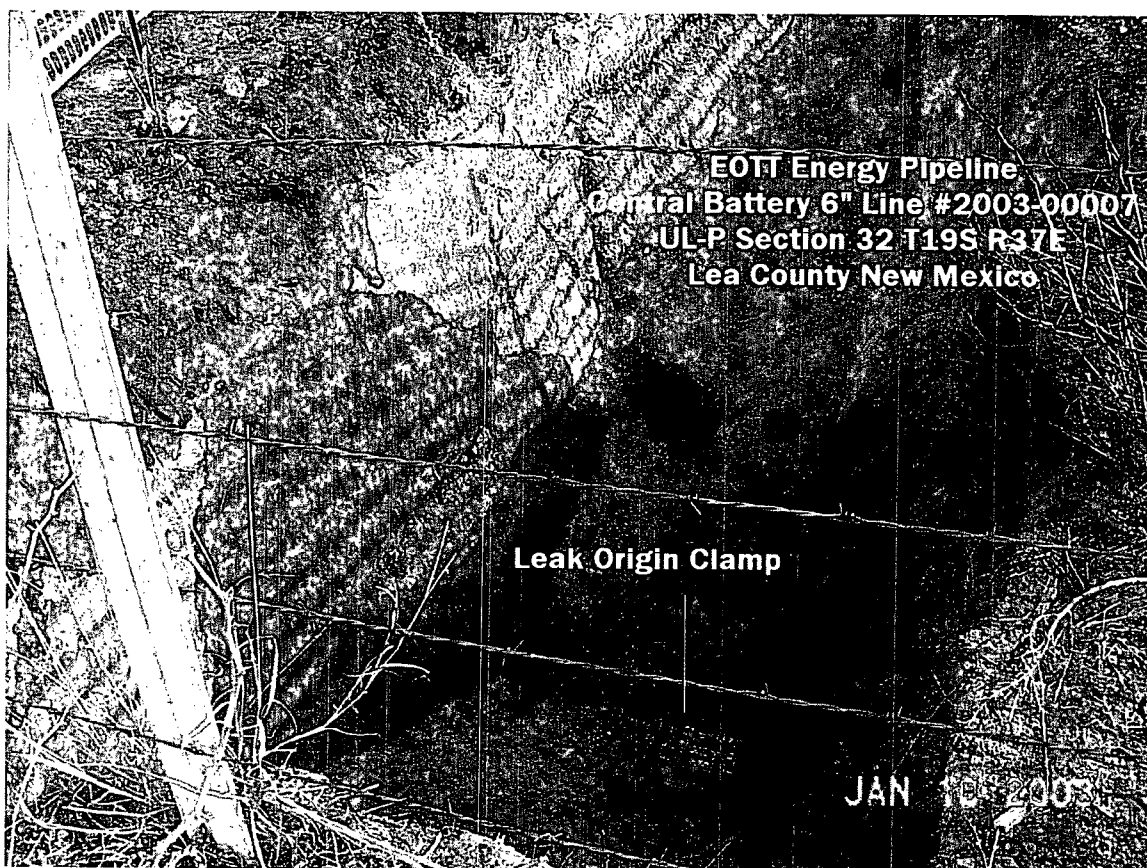 EOTT Energy Pipeline
Central Battery 6" Line #2003-00007
UL-P Section 32 T19S R37E
Lea County New Mexico
Leak Origin Clamp
JAN 2003